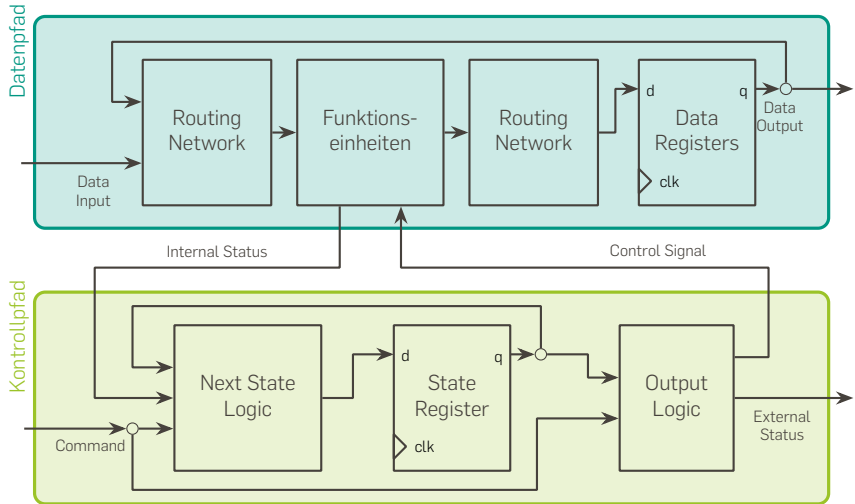 Datenpfad
Routing
Network
Funktions-
einheiten
Routing
Network
d
q
Data
Registers
clk
Data
Output
Data
Input
Internal Status
Control Signal
Kontrollpfad
Next State
Logic
d
q
State
Register
clk
Output
Logic
Command
External
Status